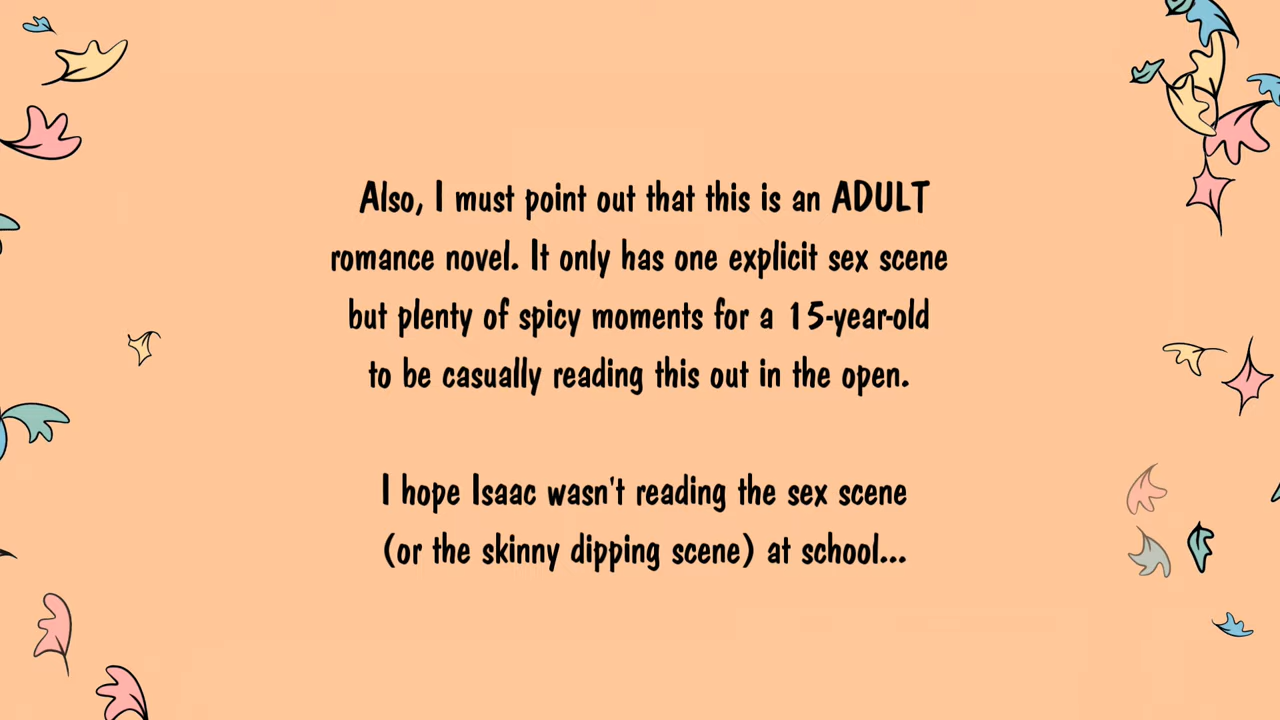 Also, I must point out that this is an ADULT
romance novel. It only has one explicit sex scene
but plenty of spicy moments for a 15-year-old
to be casually reading this out in the open.
I hope Isaac wasn't reading the sex scene
(or the skinny dipping scene) at school...